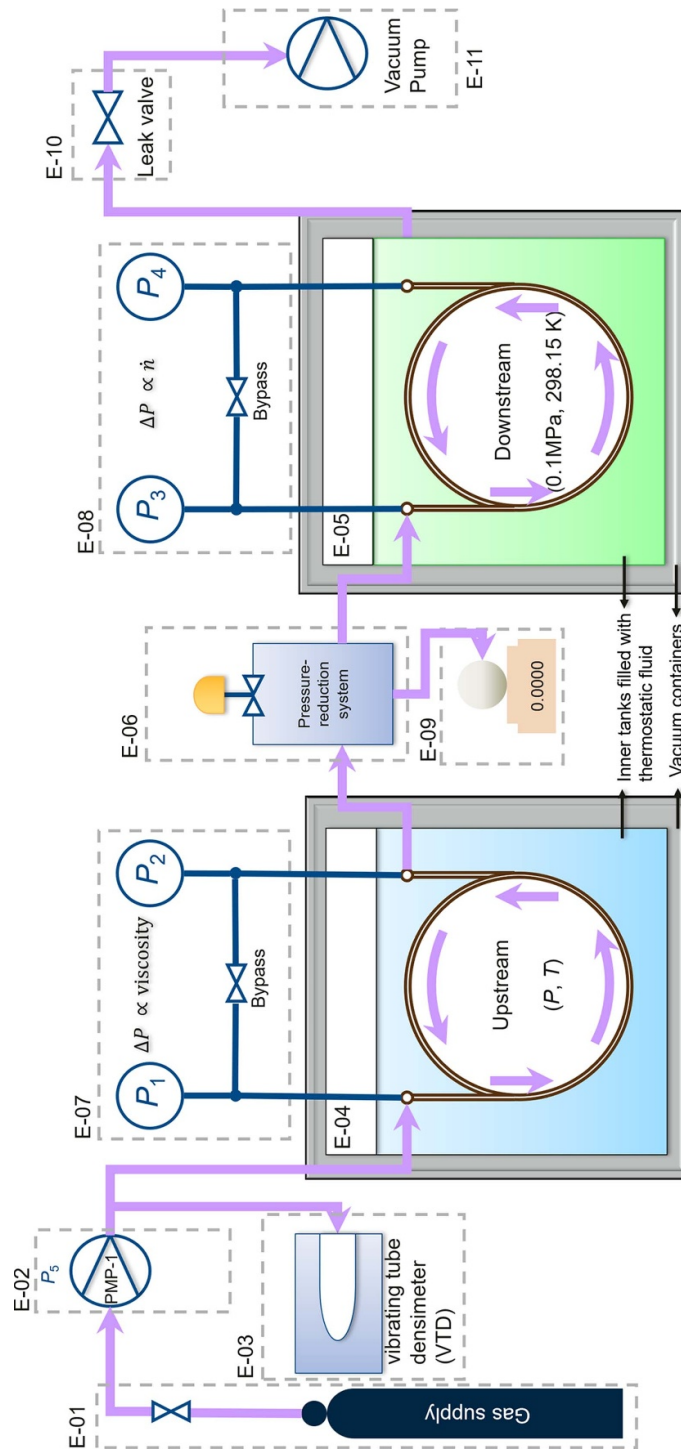 E-01
Gas supply
E-02
P5
PMP-1
E-03
vibrating tube
densimeter
(VTD)
E-07
P1
P2
ΔP ∝ viscosity
Bypass
E-04
Upstream
(P, T)
E-06
Pressure-
reduction
system
E-09
0.0000
Inner tanks filled with
thermostatic fluid
Vacuum containers
E-08
P3
P4
ΔP ∝ ṅ
Bypass
E-05
Downstream
(0.1MPa, 298.15 K)
E-10
Leak valve
Vacuum
Pump
E-11